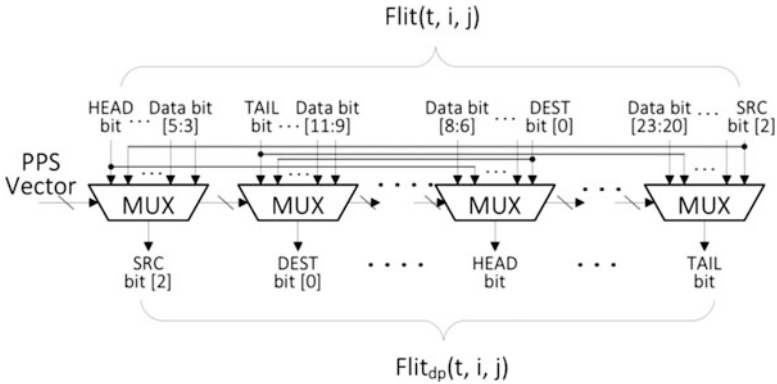 Flit(t, i, j)
HEAD bit ... Data bit [5:3]
TAIL bit ... Data bit [11:9]
Data bit [8:6] ... DEST bit [0]
Data bit [23:20] ... SRC bit [2]
PPS Vector
...
...
...
...
MUX
MUX
....
MUX
...
MUX
SRC bit [2]
DEST bit [0]
....
HEAD bit
...
TAIL bit
Flitdp(t, i, j)